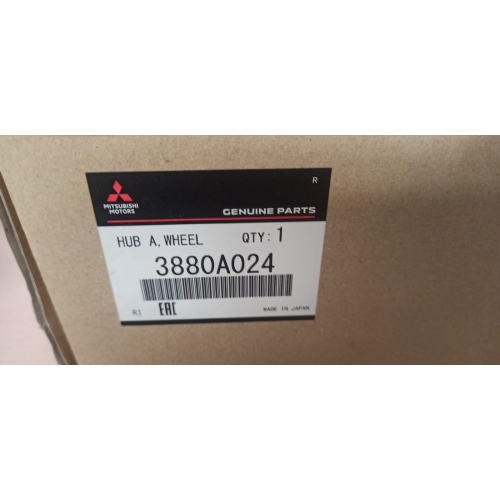 R
MITSUBISHI
MOTORS
GENUINE PARTS
HUB A, WHEEL QTY: 1
3880A024
R1 EAC MADE IN JAPAN